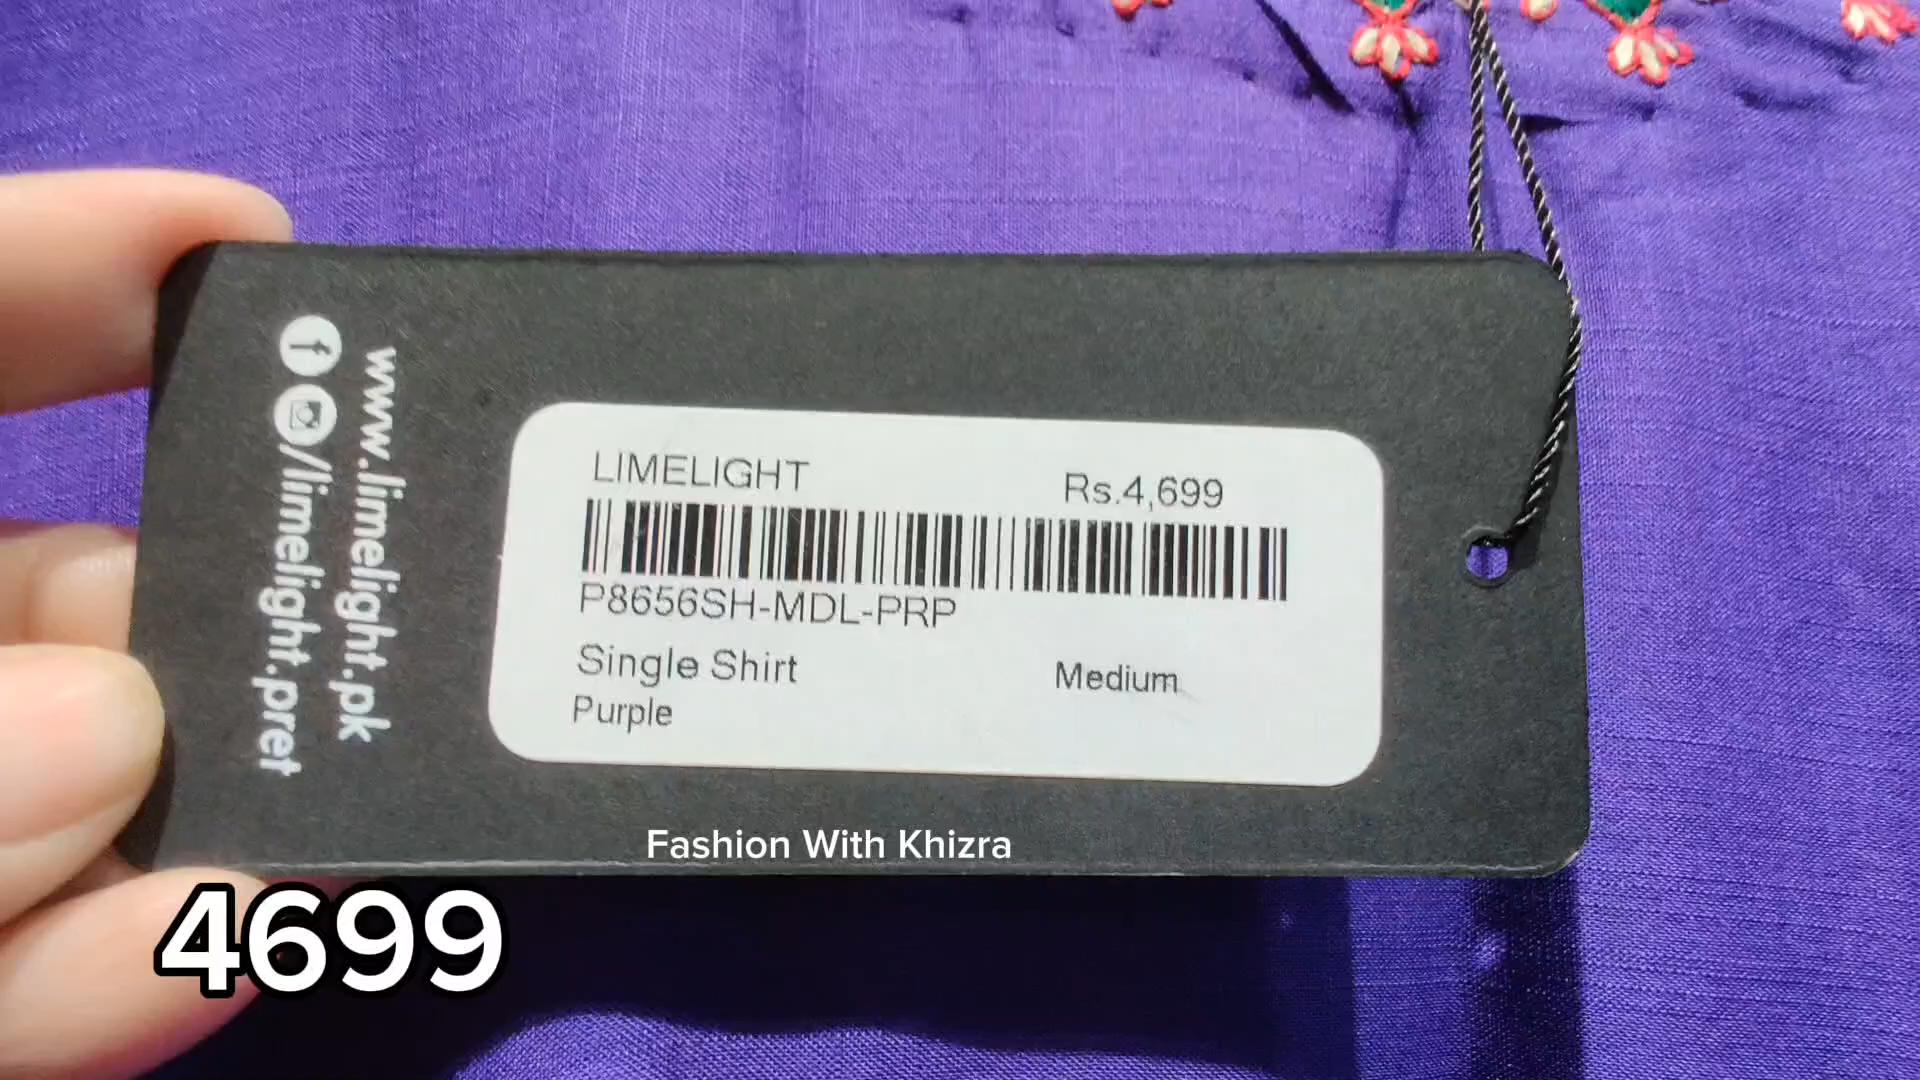 www.limelight.pk
/limelight.pret
LIMELIGHT
Rs.4,699
P8656SH-MDL-PRP
Single Shirt
Medium
Purple
Fashion With Khizra
4699